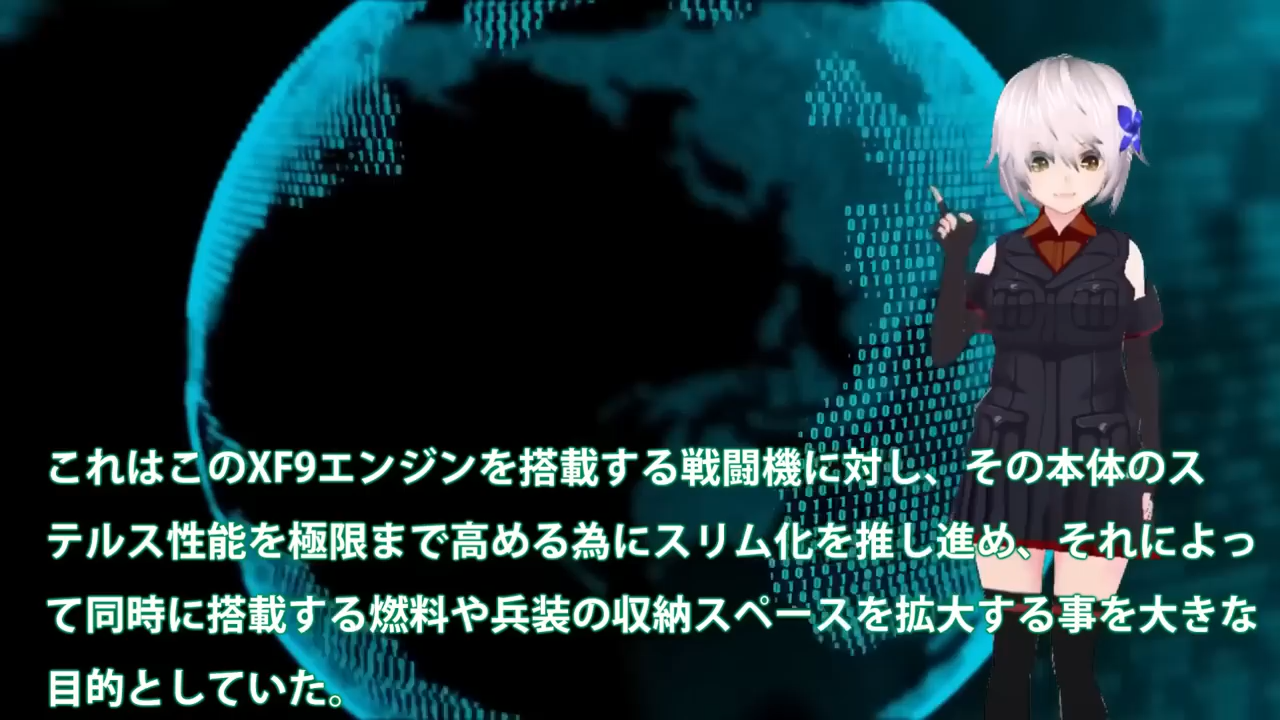 これはこのXF9エンジンを搭載する戦闘機に対し、その本体のス
テルス性能を極限まで高める為にスリム化を推し進め、それによっ
て同時に搭載する燃料や兵装の収納スペースを拡大する事を大きな
目的としていた。